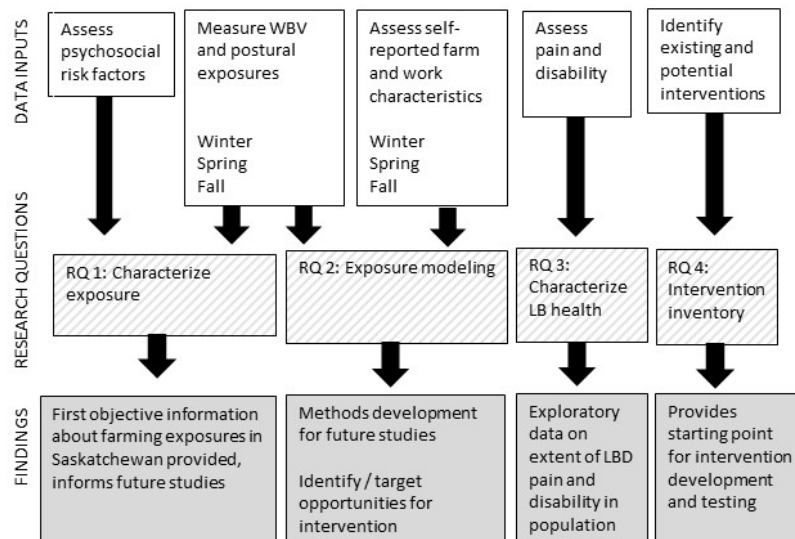 DATA INPUTS
Assess
psychosocial
risk factors
Measure WBV
and postural
exposures
Winter
Spring
Fall
Assess self-
reported farm
and work
characteristics
Winter
Spring
Fall
Assess
pain and
disability
Identify
existing and
potential
interventions
RESEARCH QUESTIONS
RQ 1: Characterize
exposure
RQ 2: Exposure modeling
RQ 3:
Characterize
LB health
RQ 4:
Intervention
inventory
FINDINGS
First objective information
about farming exposures in
Saskatchewan provided,
informs future studies
Methods development
for future studies
Identify / target
opportunities for
intervention
Exploratory
data on
extent of LBD
pain and
disability in
population
Provides
starting point
for intervention
development
and testing